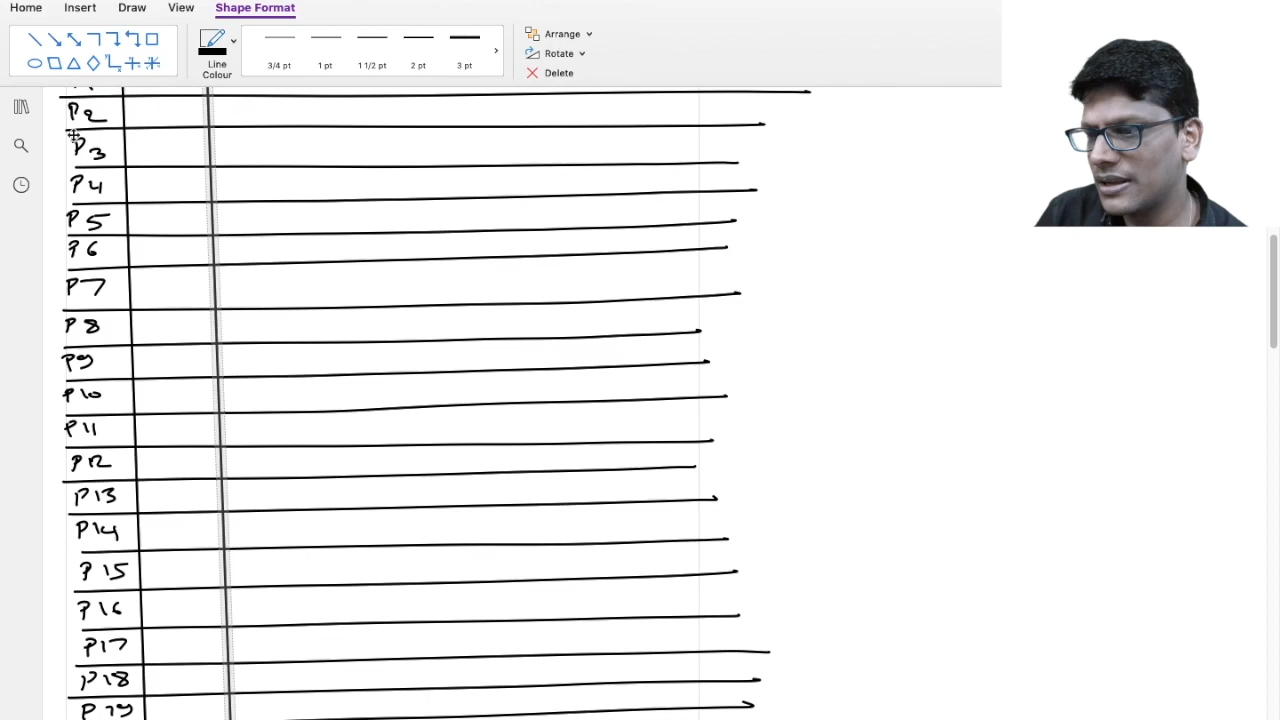 Home Insert Draw View Shape Format
Line Colour
3/4 pt 1 pt 1 1/2 pt 2 pt 3 pt
Arrange
Rotate
Delete
P2
P3
P4
P5
P6
P7
P8
P9
P10
P11
P12
P13
P14
P15
P16
P17
P18
P19